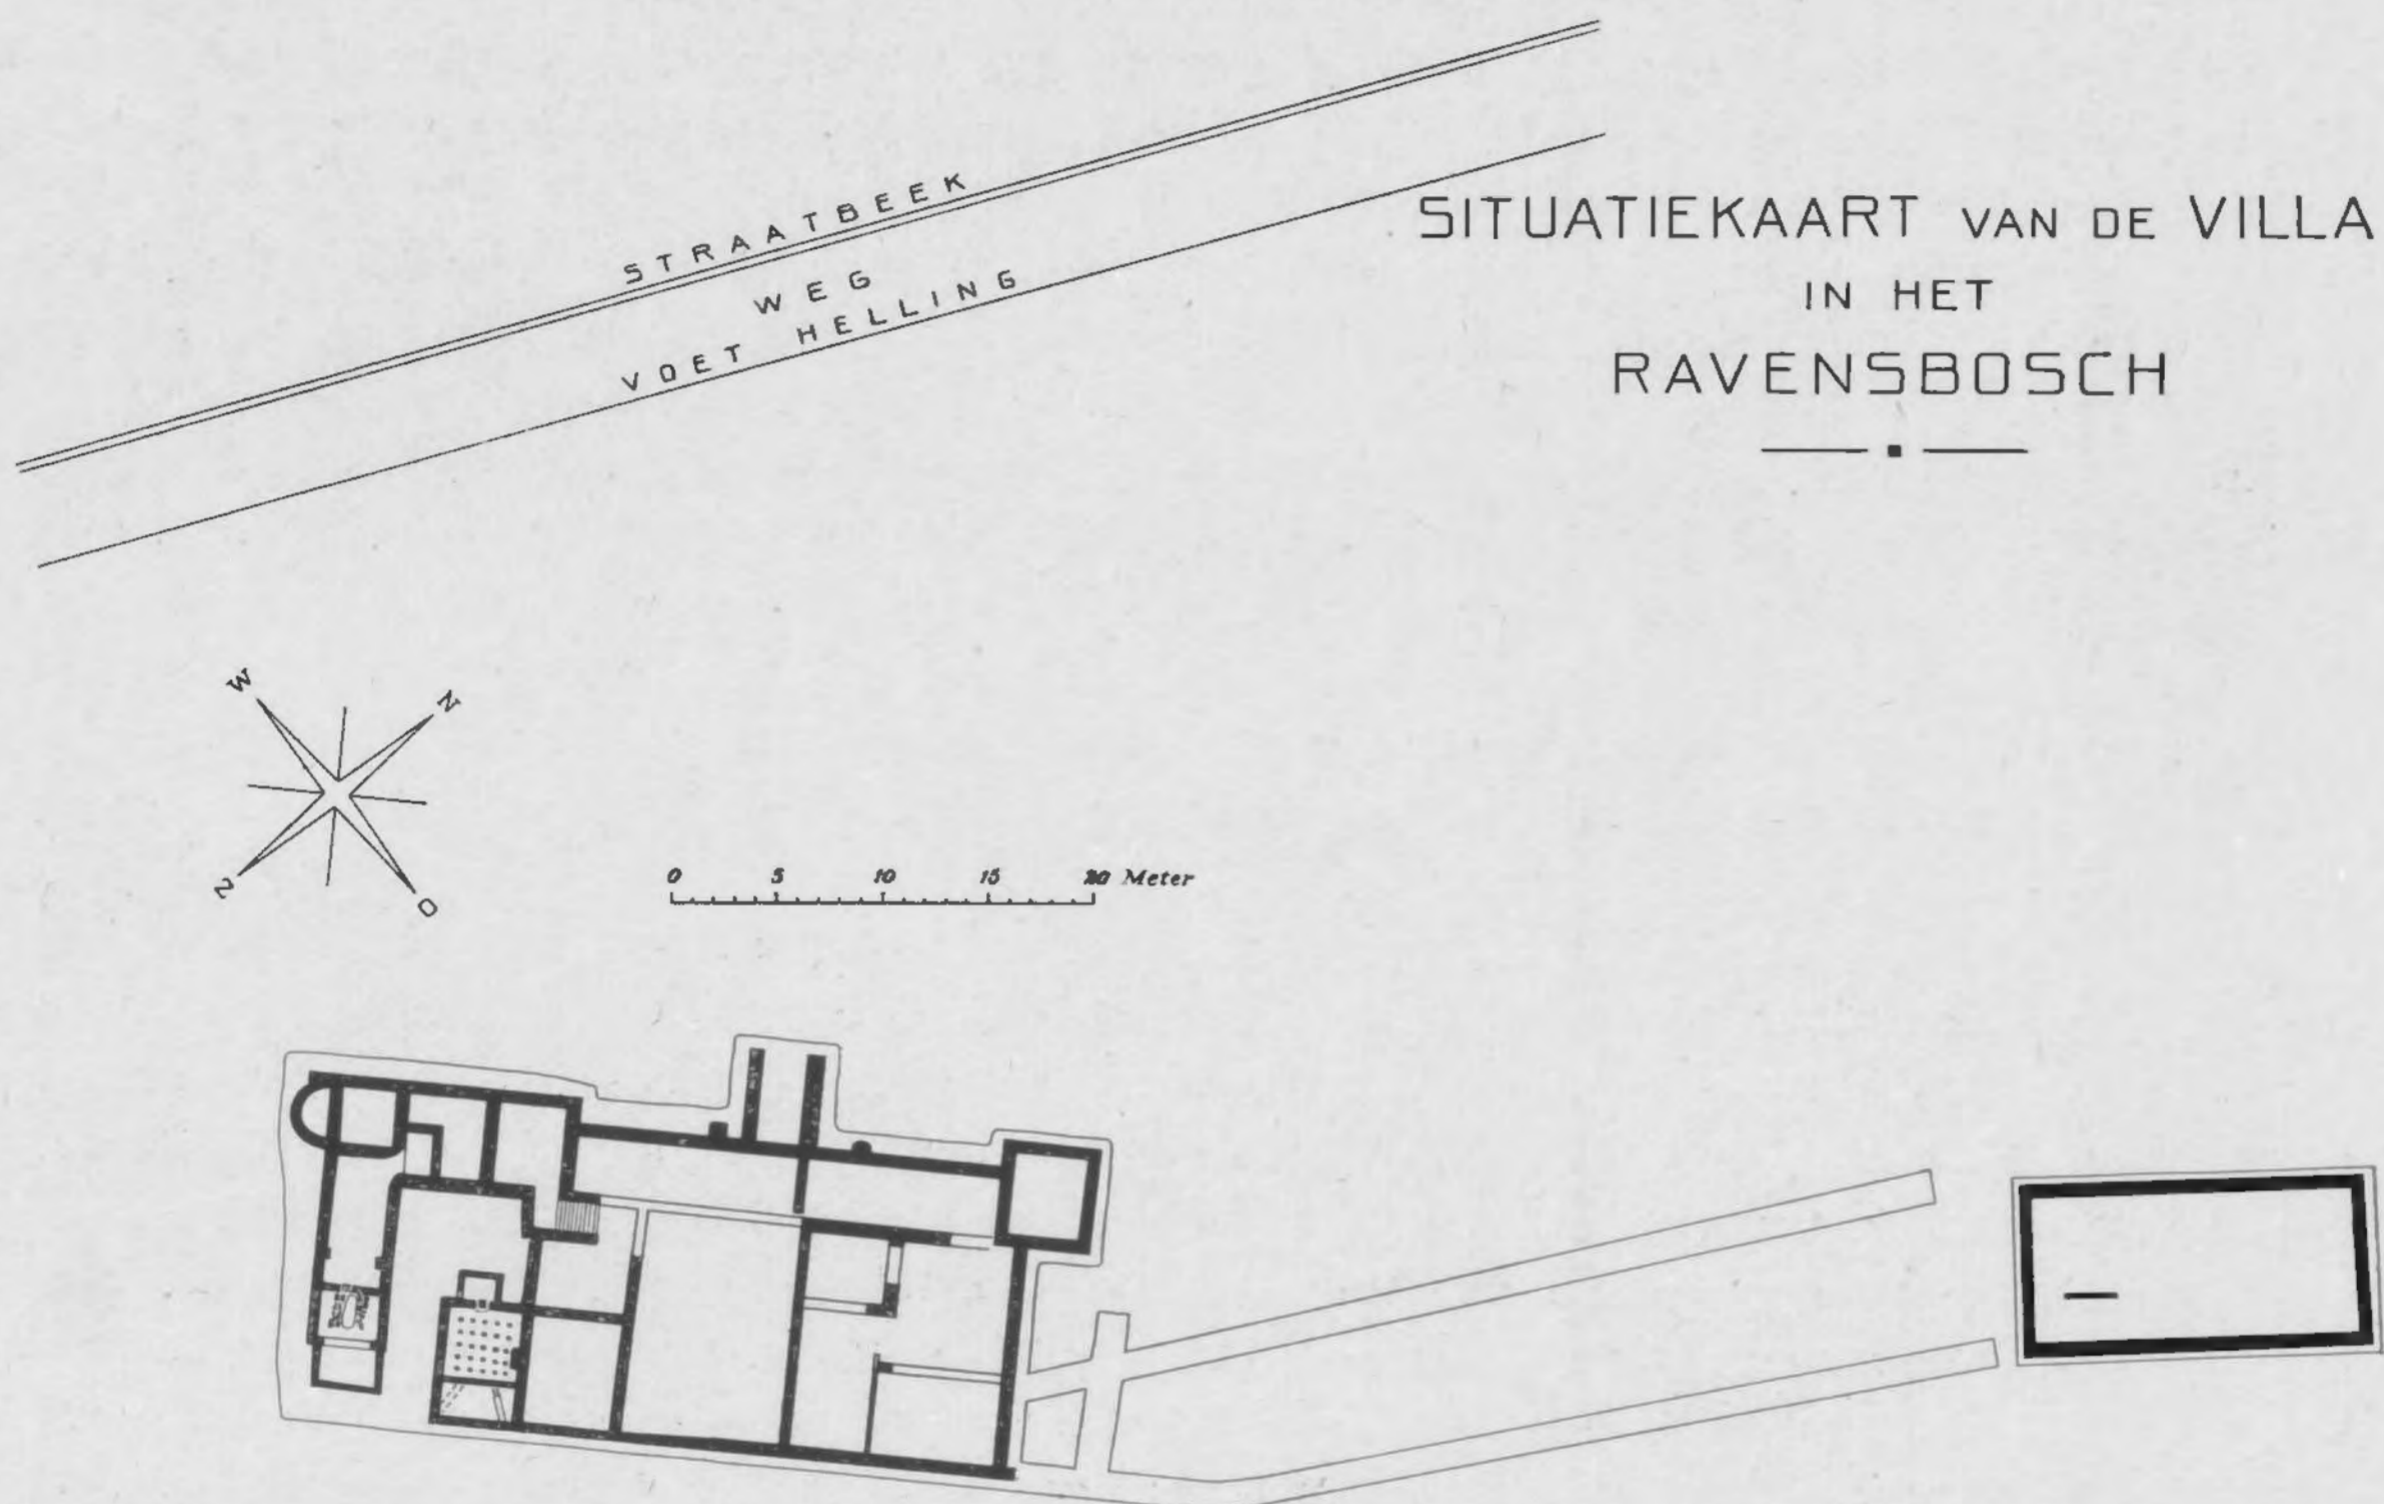 STRAATBEEK
WEG
VOET HELLING
SITUATIEKAART VAN DE VILLA
IN HET
RAVENSBOSCH
W
N
Z
O
0 5 10 15 20 Meter